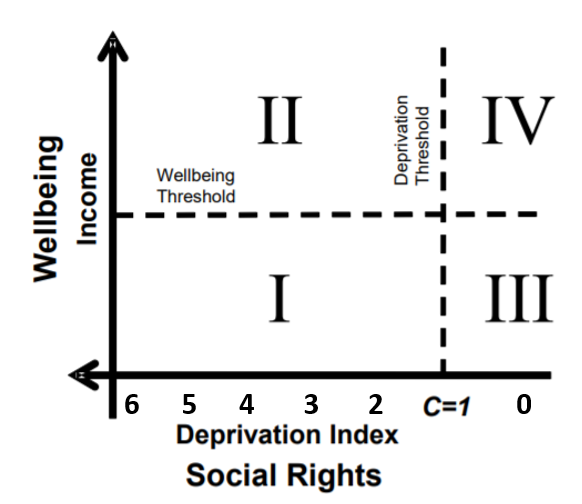 II
IV
Deprivation
Threshold
Wellbeing
Threshold
Wellbeing
Income
I
III
6 5 4 3 2 C=1 0
Deprivation Index
Social Rights